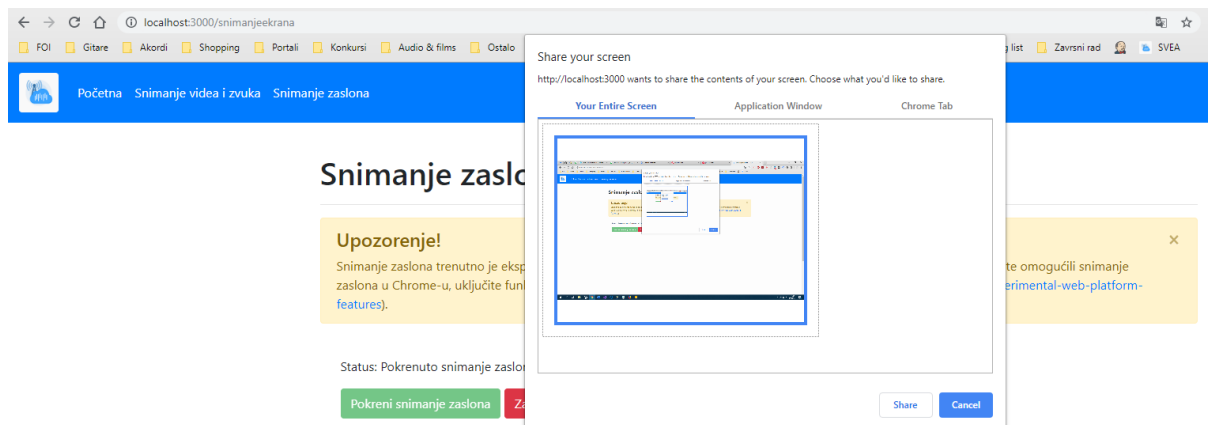 localhost:3000/snimanjeekrana
FOI Gitare Akordi Shopping Portali Konkursi Audio & films Ostalo list Zavrsni rad SVEA
Početna Snimanje videa i zvuka Snimanje zaslona
Share your screen
http://localhost:3000 wants to share the contents of your screen. Choose what you'd like to share.
Your Entire Screen Application Window Chrome Tab
Share Cancel
Snimanje zaslo
Upozorenje! ×
Snimanje zaslona trenutno je eksp te omogućili snimanje
zaslona u Chrome-u, uključite funk erimental-web-platform-
features).
Status: Pokrenuto snimanje zaslon
Pokreni snimanje zaslona Za